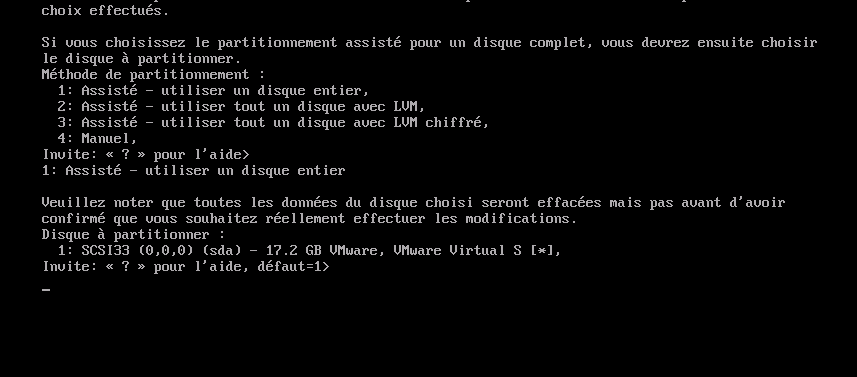 choix effectués.
Si vous choisissez le partitionnement assisté pour un disque complet, vous devrez ensuite choisir
le disque à partitionner.
Méthode de partitionnement :
1: Assisté - utiliser un disque entier,
2: Assisté - utiliser tout un disque avec LVM,
3: Assisté - utiliser tout un disque avec LVM chiffré,
4: Manuel,
Invite: « ? » pour l'aide>
1: Assisté - utiliser un disque entier
Veuillez noter que toutes les données du disque choisi seront effacées mais pas avant d'avoir
confirmé que vous souhaitez réellement effectuer les modifications.
Disque à partitionner :
1: SCSI33 (0,0,0) (sda) - 17.2 GB VMware, VMware Virtual S [*],
Invite: « ? » pour l'aide, défaut=1>
_